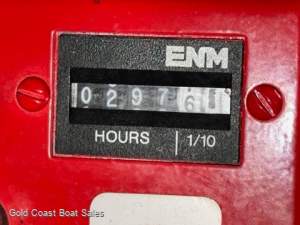 ENM
02976
HOURS 1/10
Gold Coast Boat Sales